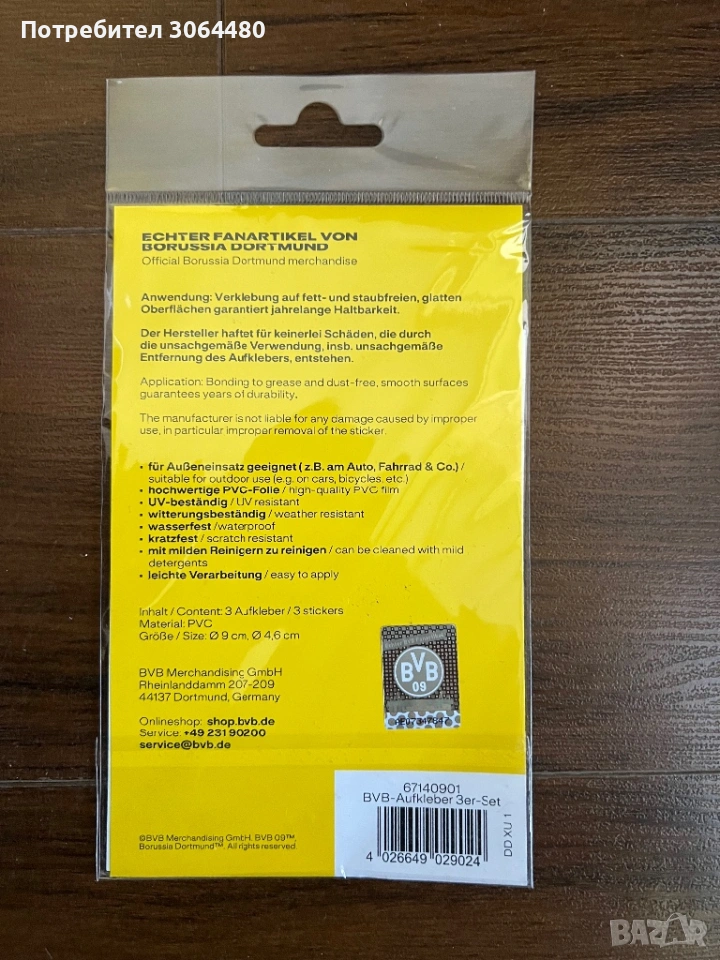 Потребител 3064480
ECHTER FANARTIKEL VON
BORUSSIA DORTMUND
Official Borussia Dortmund merchandise
Anwendung: Verklebung auf fett- und staubfreien, glatten
Oberflächen garantiert jahrelange Haltbarkeit.
Der Hersteller haftet für keinerlei Schäden, die durch
die unsachgemäße Verwendung, insb. unsachgemäße
Entfernung des Aufklebers, entstehen.
Application: Bonding to grease and dust-free, smooth surfaces
guarantees years of durability.
The manufacturer is not liable for any damage caused by improper
use, in particular improper removal of the sticker.
• für Außeneinsatz geeignet ( z.B. am Auto, Fahrrad & Co.) /
suitable for outdoor use (e.g. on cars, bicycles, etc.)
• hochwertige PVC-Folie / high-quality PVC film
• UV-beständig / UV resistant
• witterungsbeständig / weather resistant
• wasserfest /waterproof
• kratzfest / scratch resistant
• mit milden Reinigern zu reinigen / can be cleaned with mild
detergents
• leichte Verarbeitung / easy to apply
Inhalt / Content: 3 Aufkleber / 3 stickers
Material: PVC
Größe / Size: Ø 9 cm, Ø 4,6 cm
BVB Merchandising GmbH
Rheinlanddamm 207-209
44137 Dortmund, Germany
Onlineshop: shop.bvb.de
Service: +49 231 90200
service@bvb.de
BVB
09
©BVB Merchandising GmbH. BVB 09™,
Borussia Dortmund™. All rights reserved.
67140901
BVB-Aufkleber 3er-Set
4 026649 029024
DD XU 1
BAZAR